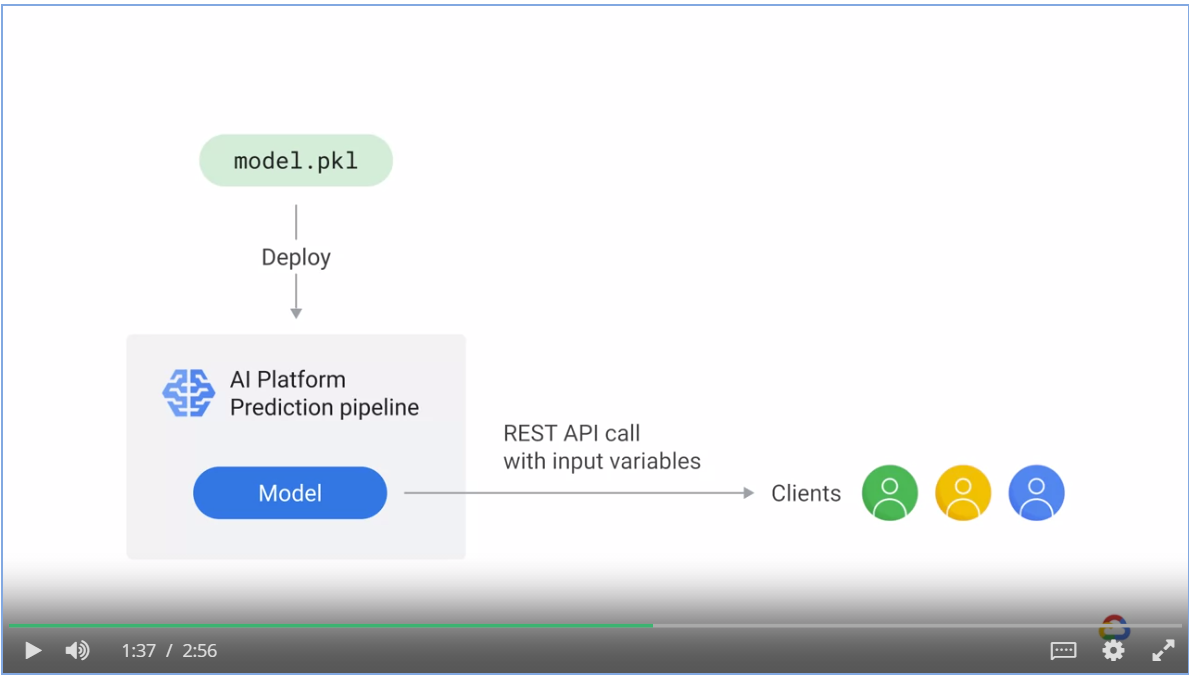 model.pkl
Deploy
AI Platform
Prediction pipeline
Model
REST API call
with input variables
Clients
1:37 / 2:56